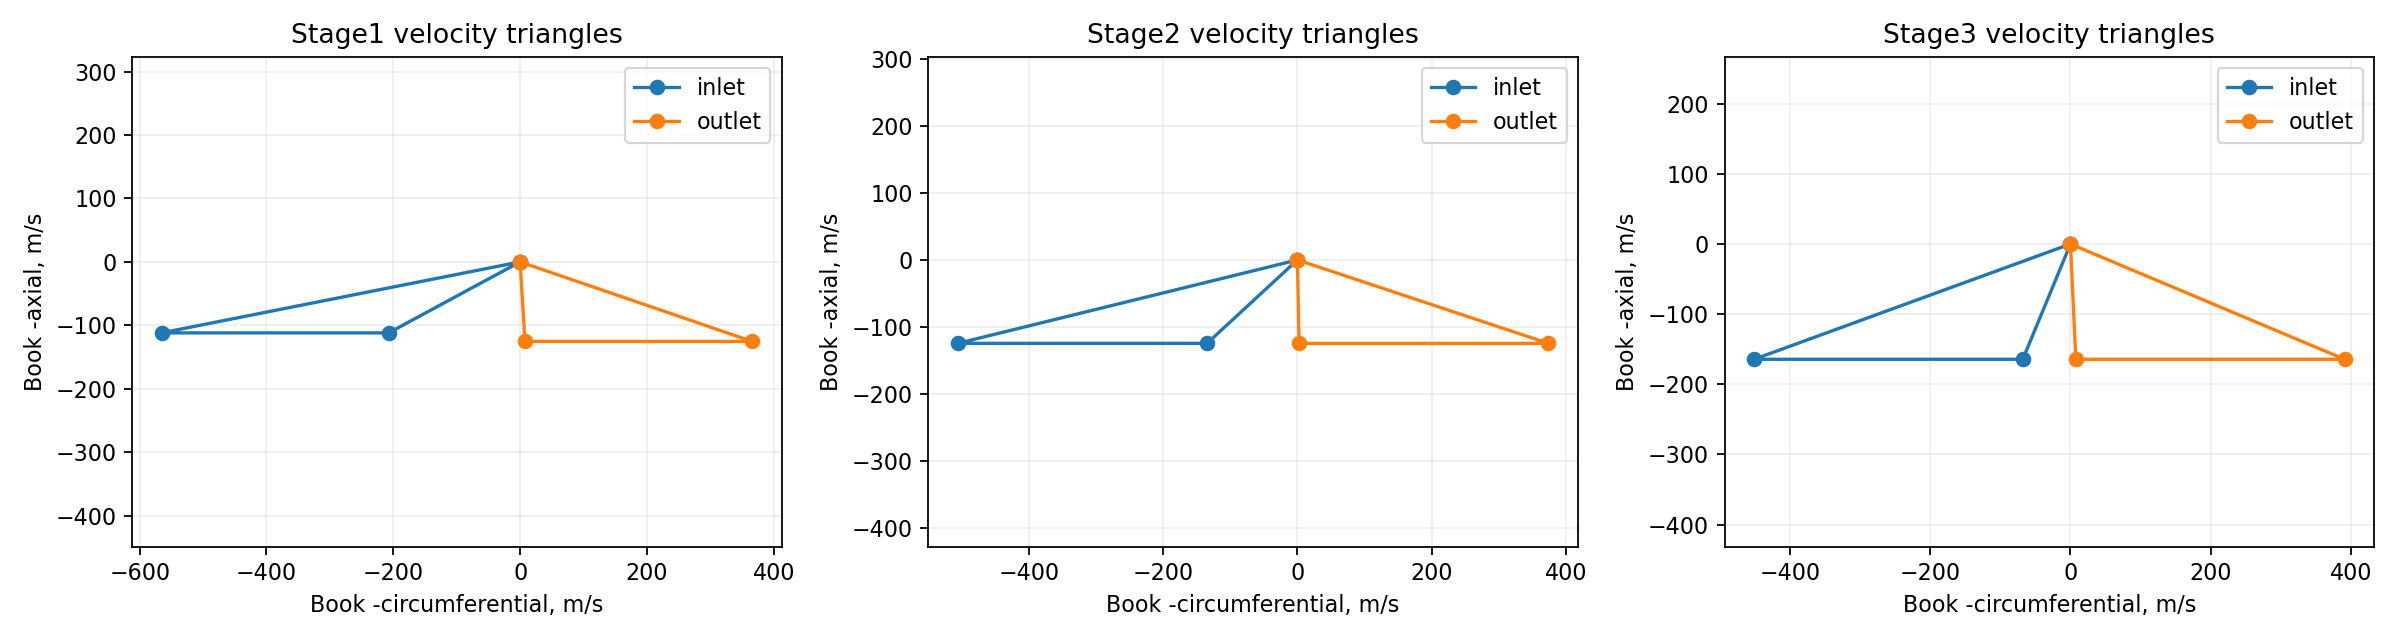 Stage1 velocity triangles
inlet
outlet
300
200
100
0
−100
−200
−300
−400
Book -axial, m/s
−600
−400
−200
0
200
400
Book -circumferential, m/s
Stage2 velocity triangles
inlet
outlet
300
200
100
0
−100
−200
−300
−400
Book -axial, m/s
−400
−200
0
200
400
Book -circumferential, m/s
Stage3 velocity triangles
inlet
outlet
200
100
0
−100
−200
−300
−400
Book -axial, m/s
−400
−200
0
200
400
Book -circumferential, m/s